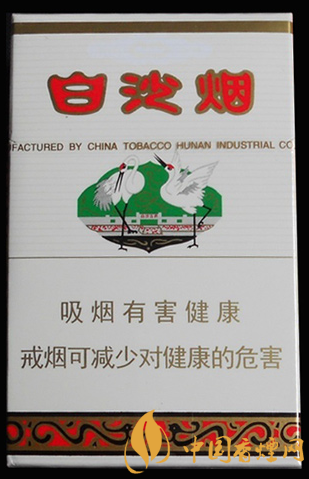 白沙烟
UFACTURED BY CHINA TOBACCO HUNAN INDUSTRIAL CO
吸烟有害健康
戒烟可减少对健康的危害
中国香烟网